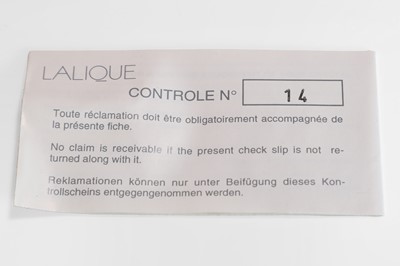 LALIQUE
CONTROLE N° 14
Toute réclamation doit être obligatoirement accompagnée de
la présente fiche.
No claim is receivable if the present check slip is not re-
turned along with it.
Reklamationen können nur unter Beifügung dieses Kon-
trollscheins entgegengenommen werden.